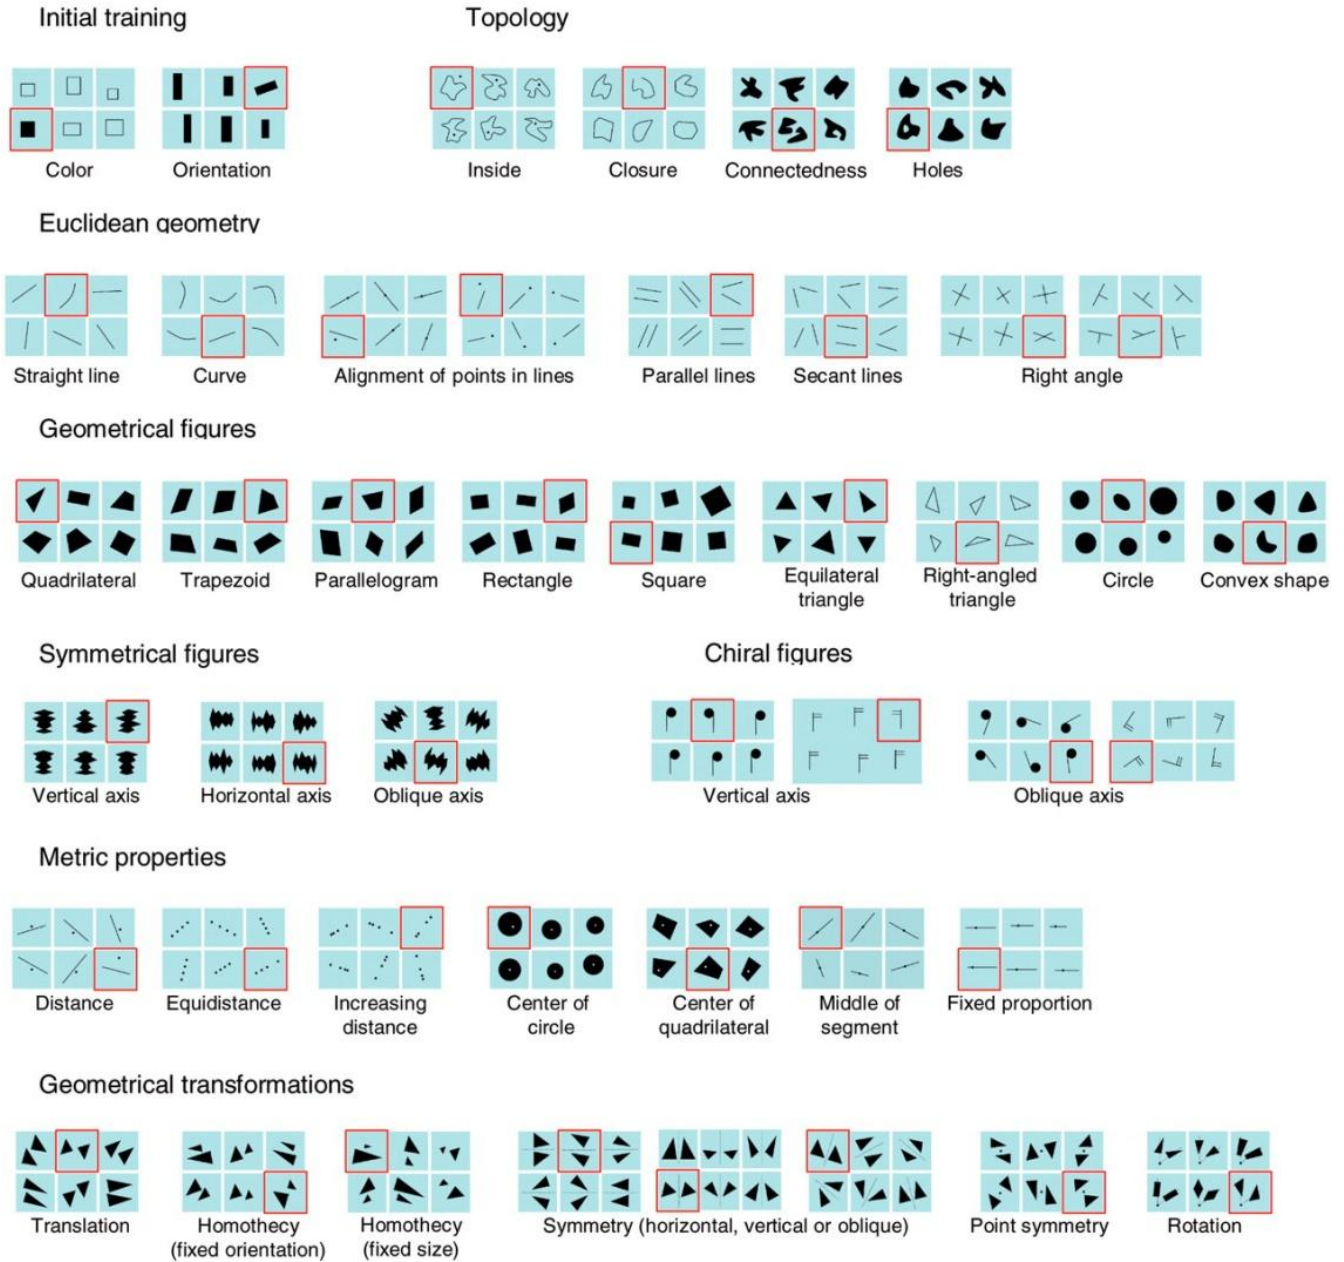 Initial training
Topology
Color
Orientation
Inside
Closure
Connectedness
Holes
Euclidean geometry
Straight line
Curve
Alignment of points in lines
Parallel lines
Secant lines
Right angle
Geometrical figures
Quadrilateral
Trapezoid
Parallelogram
Rectangle
Square
Equilateral
triangle
Right-angled
triangle
Circle
Convex shape
Symmetrical figures
Chiral figures
Vertical axis
Horizontal axis
Oblique axis
Vertical axis
Oblique axis
Metric properties
Distance
Equidistance
Increasing
distance
Center of
circle
Center of
quadrilateral
Middle of
segment
Fixed proportion
Geometrical transformations
Translation
Homothecy
(fixed orientation)
Homothecy
(fixed size)
Symmetry (horizontal, vertical or oblique)
Point symmetry
Rotation